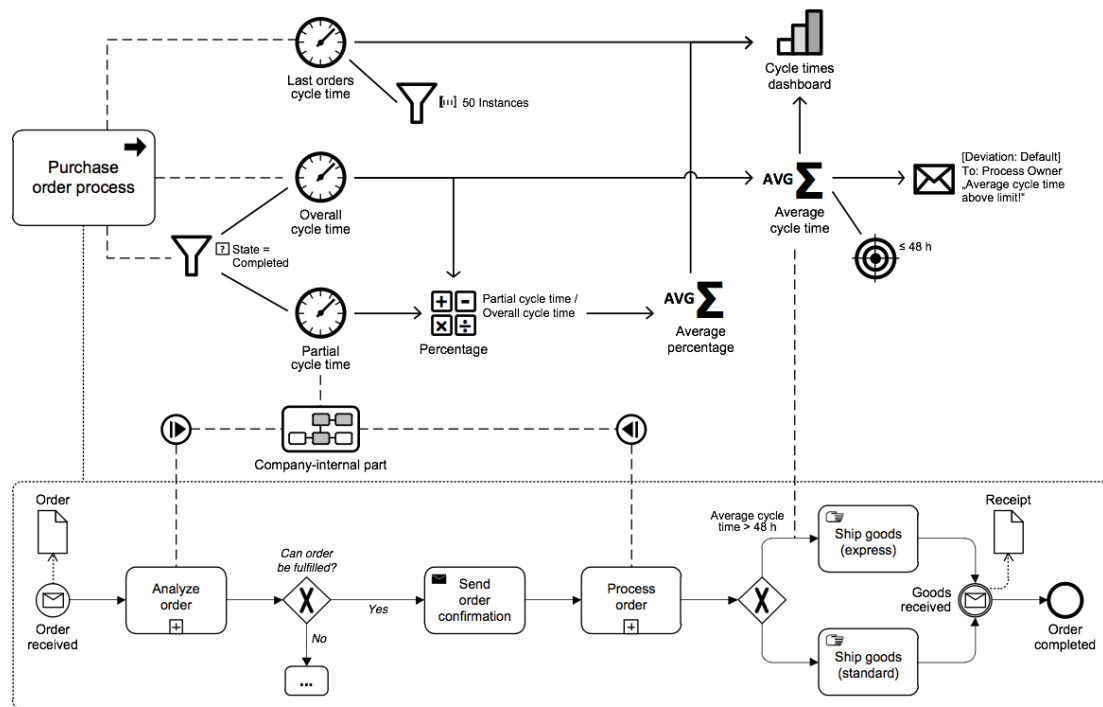 Last orders
cycle time
50 Instances
Cycle times
dashboard
Purchase
order process
Overall
cycle time
? State =
Completed
AVG Σ
Average
cycle time
[Deviation: Default]
To: Process Owner
„Average cycle time
above limit!“
≤ 48 h
Partial
cycle time
+ -
× ÷
Percentage
Partial cycle time /
Overall cycle time
AVG Σ
Average
percentage
Company-internal part
Order
Order
received
Analyze
order
+
Can order
be fulfilled?
X
Yes
No
...
Send
order
confirmation
Process
order
+
Average cycle
time > 48 h
X
Ship goods
(express)
Ship goods
(standard)
Receipt
Goods
received
Order
completed